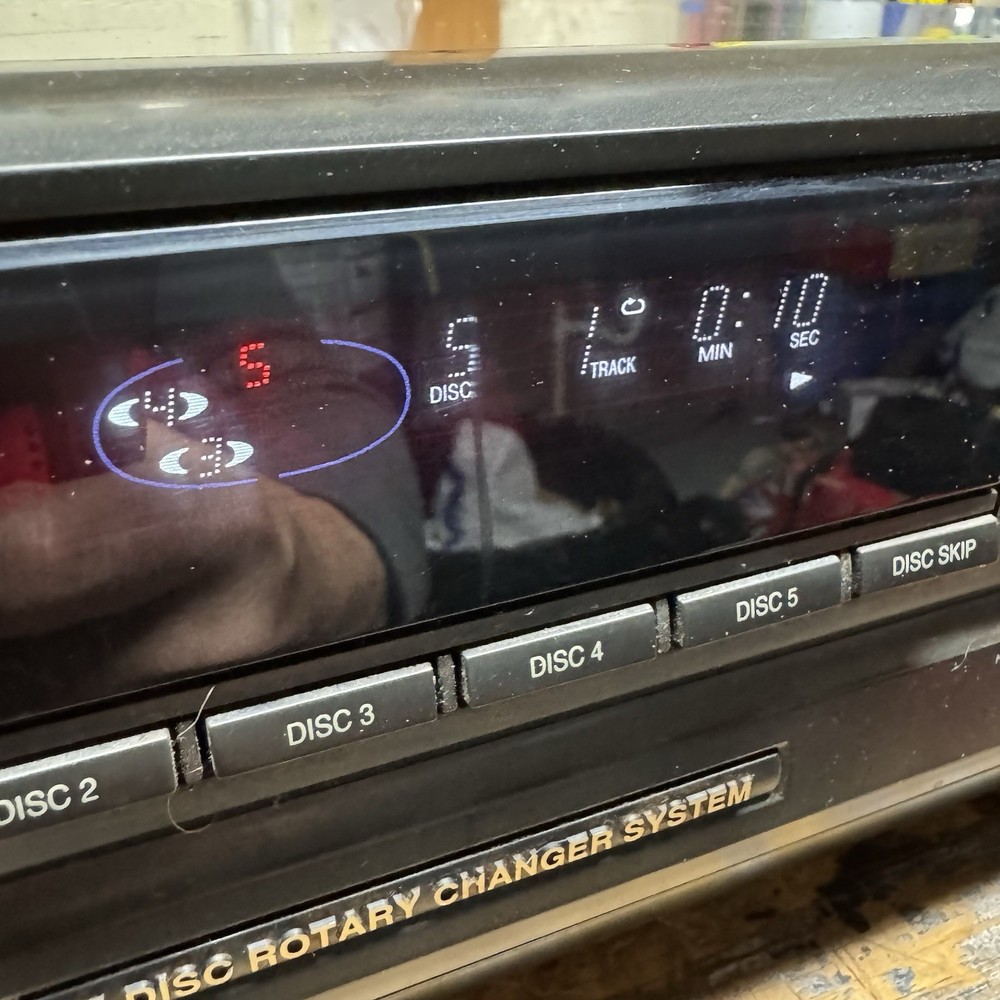 5
4
3
5
DISC
1
TRACK
0:10
MIN SEC
DISC 2
DISC 3
DISC 4
DISC 5
DISC SKIP
DISC ROTARY CHANGER SYSTEM